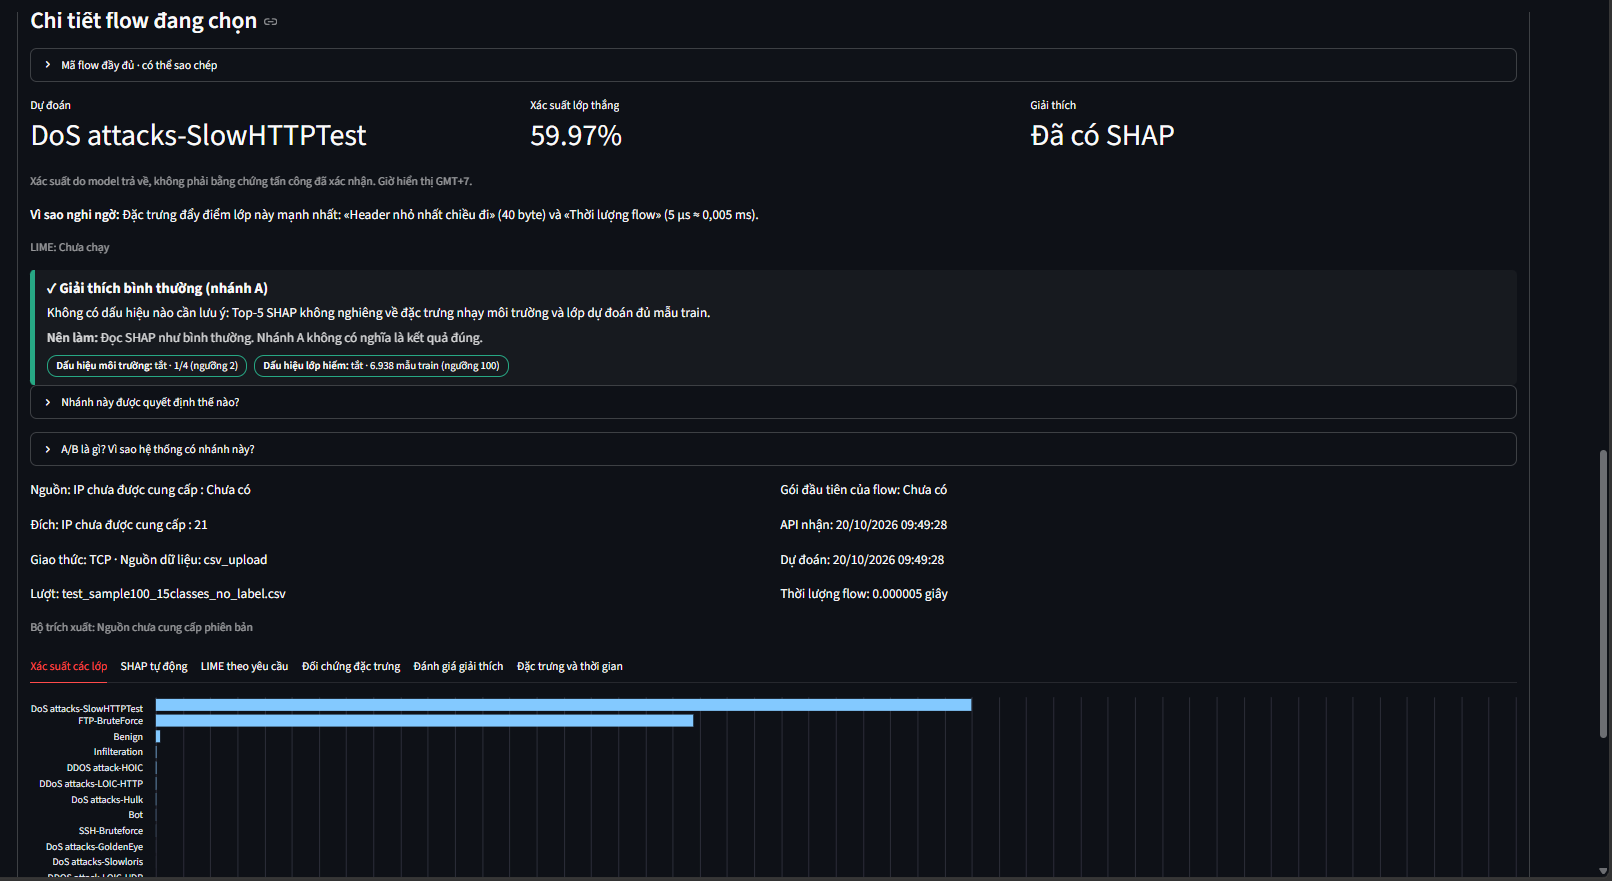 Chi tiết flow đang chọn
Mã flow đầy đủ · có thể sao chép
Dự đoán
DoS attacks-SlowHTTPTest
Xác suất lớp thắng
59.97%
Giải thích
Đã có SHAP
Xác suất do model trả về, không phải bằng chứng tấn công đã xác nhận. Giờ hiển thị GMT+7.
Vì sao nghi ngờ: Đặc trưng đẩy điểm lớp này mạnh nhất: «Header nhỏ nhất chiều đi» (40 byte) và «Thời lượng flow» (5 µs ≈ 0,005 ms).
LIME: Chưa chạy
✓ Giải thích bình thường (nhánh A)
Không có dấu hiệu nào cần lưu ý: Top-5 SHAP không nghiêng về đặc trưng nhạy môi trường và lớp dự đoán đủ mẫu train.
Nên làm: Đọc SHAP như bình thường. Nhánh A không có nghĩa là kết quả đúng.
Dấu hiệu môi trường: tắt · 1/4 (ngưỡng 2)
Dấu hiệu lớp hiếm: tắt · 6.938 mẫu train (ngưỡng 100)
Nhánh này được quyết định thế nào?
A/B là gì? Vì sao hệ thống có nhánh này?
Nguồn: IP chưa được cung cấp : Chưa có
Đích: IP chưa được cung cấp : 21
Giao thức: TCP · Nguồn dữ liệu: csv_upload
Lượt: test_sample100_15classes_no_label.csv
Bộ trích xuất: Nguồn chưa cung cấp phiên bản
Gói đầu tiên của flow: Chưa có
API nhận: 20/10/2026 09:49:28
Dự đoán: 20/10/2026 09:49:28
Thời lượng flow: 0.000005 giây
Xác suất các lớp
SHAP tự động
LIME theo yêu cầu
Đối chứng đặc trưng
Đánh giá giải thích
Đặc trưng và thời gian
DoS attacks-SlowHTTPTest
FTP-BruteForce
Benign
Infilteration
DDOS attack-HOIC
DDoS attacks-LOIC-HTTP
DoS attacks-Hulk
Bot
SSH-Bruteforce
DoS attacks-GoldenEye
DoS attacks-Slowloris
DDOS attack-LOIC-UDP